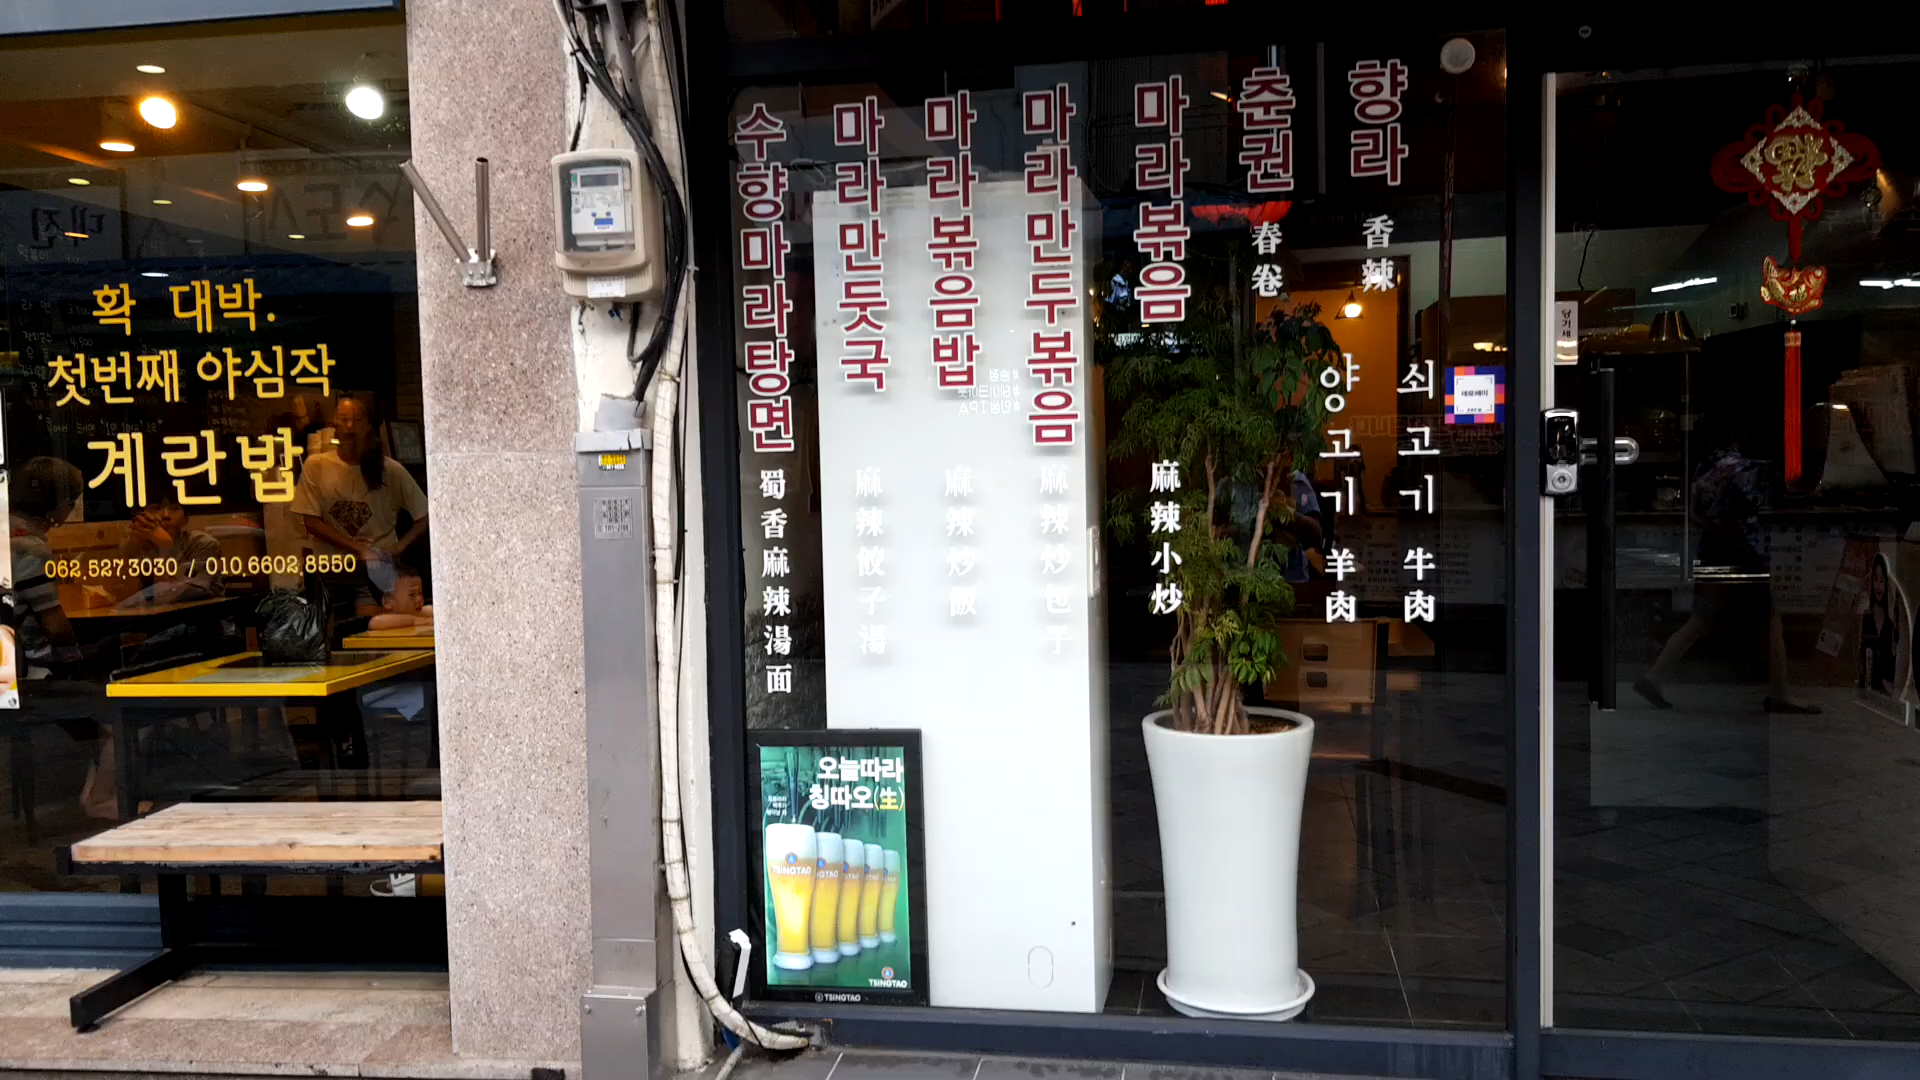 확 대박.
첫번째 야심작
계란밥
062.527.3030 / 010.6602.8550
수향마라탕면
蜀香麻辣湯面
마라만둣국
麻辣餃子湯
마라볶음밥
麻辣炒飯
마라만두볶음
麻辣炒包子
마라볶음
麻辣小炒
춘권
春卷
향라
香辣
양고기 羊肉
쇠고기 牛肉
당기세
오늘따라
칭따오(生)
TSINGTAO
TSINGTAO
TSINGTAO